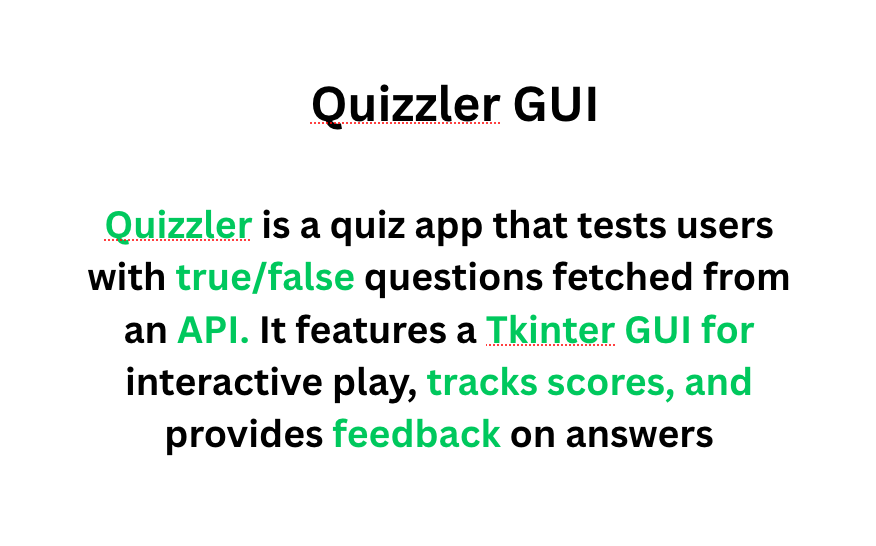 Quizzler GUI
Quizzler is a quiz app that tests users
with true/false questions fetched from
an API. It features a Tkinter GUI for
interactive play, tracks scores, and
provides feedback on answers